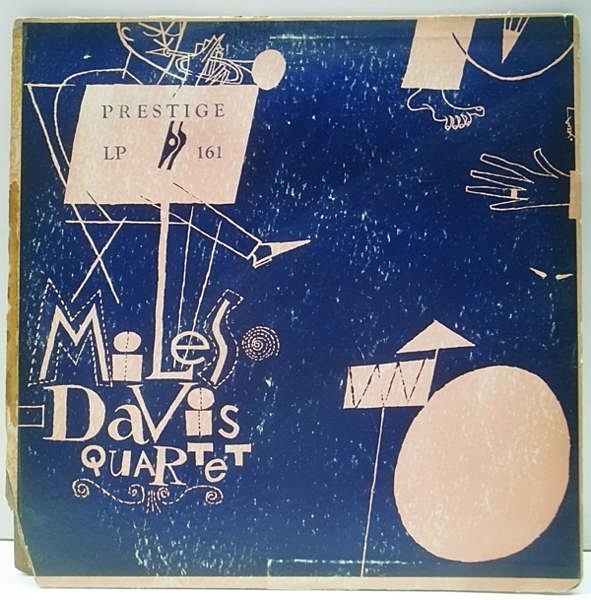 PRESTIGE
LP 161
MiLeS
DaViS
QUARTeT